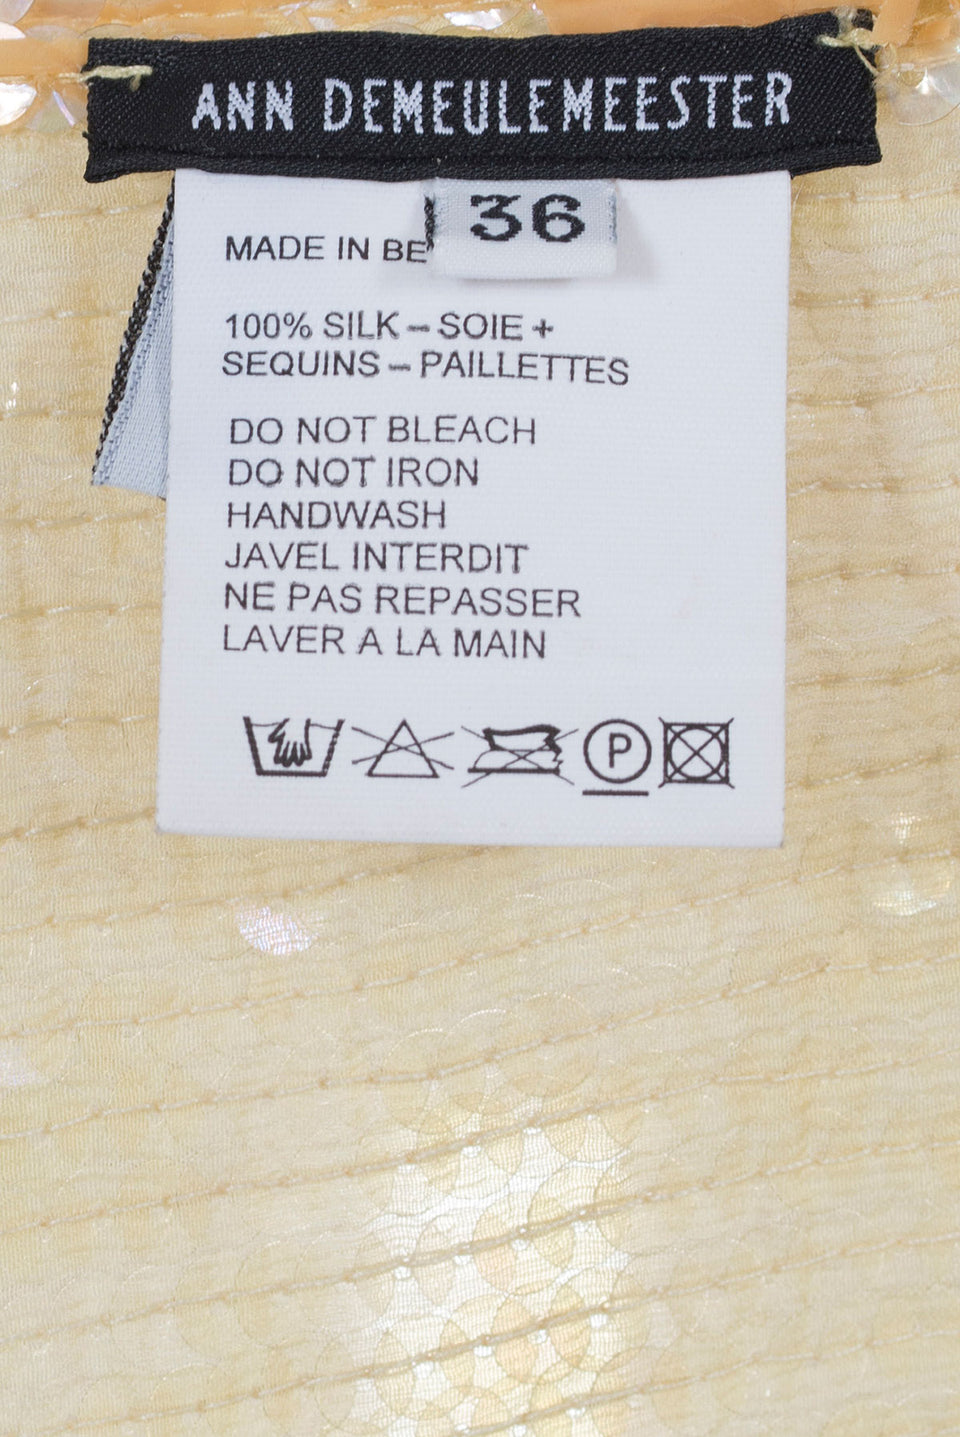 ANN DEMEULEMEESTER
36
MADE IN BE
100% SILK – SOIE +
SEQUINS – PAILLETTES
DO NOT BLEACH
DO NOT IRON
HANDWASH
JAVEL INTERDIT
NE PAS REPASSER
LAVER A LA MAIN
P